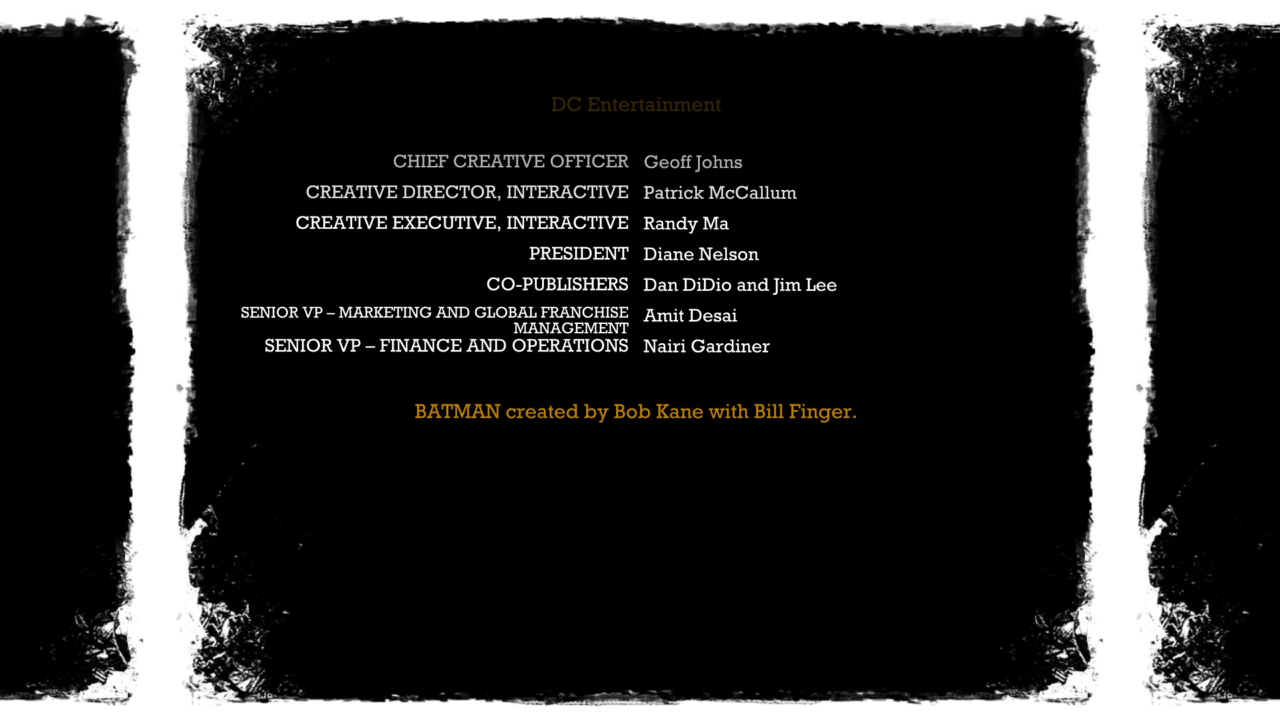 DC Entertainment
CHIEF CREATIVE OFFICER Geoff Johns
CREATIVE DIRECTOR, INTERACTIVE Patrick McCallum
CREATIVE EXECUTIVE, INTERACTIVE Randy Ma
PRESIDENT Diane Nelson
CO-PUBLISHERS Dan DiDio and Jim Lee
SENIOR VP – MARKETING AND GLOBAL FRANCHISE
MANAGEMENT Amit Desai
SENIOR VP – FINANCE AND OPERATIONS Nairi Gardiner
BATMAN created by Bob Kane with Bill Finger.